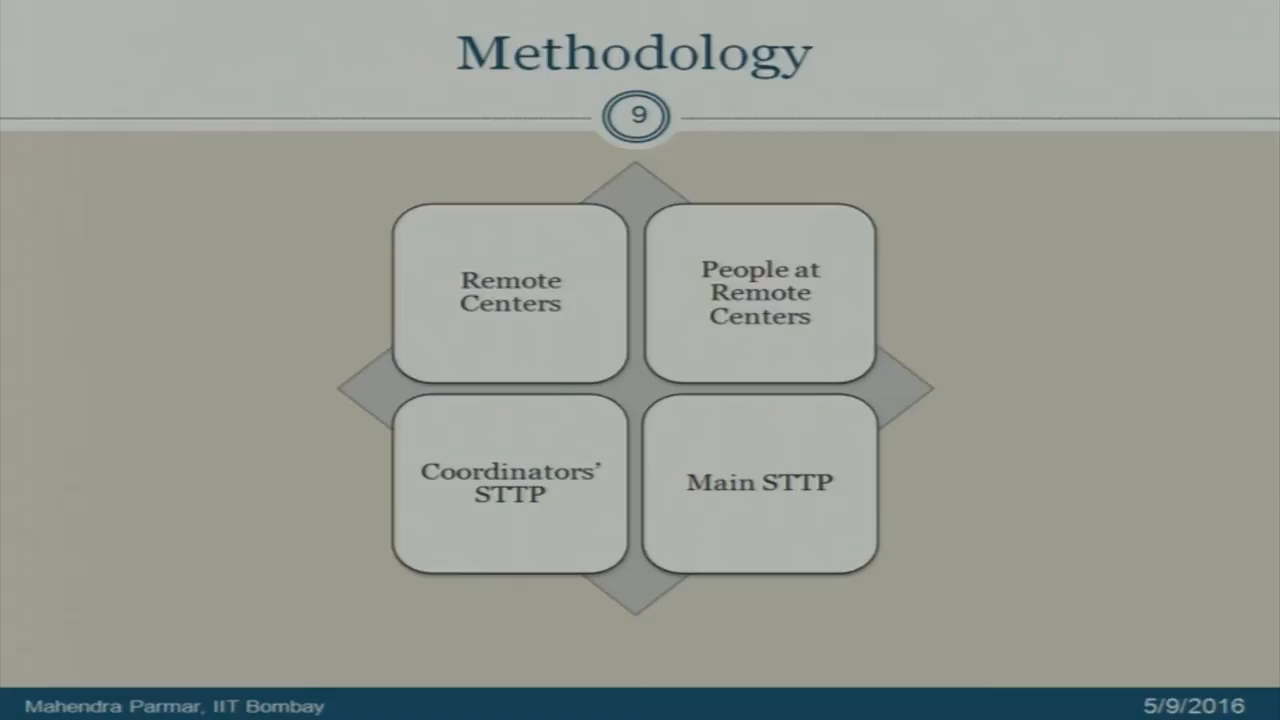 Methodology
9
Remote
Centers
People at
Remote
Centers
Coordinators’
STTP
Main STTP
Mahendra Parmar, IIT Bombay
5/9/2016